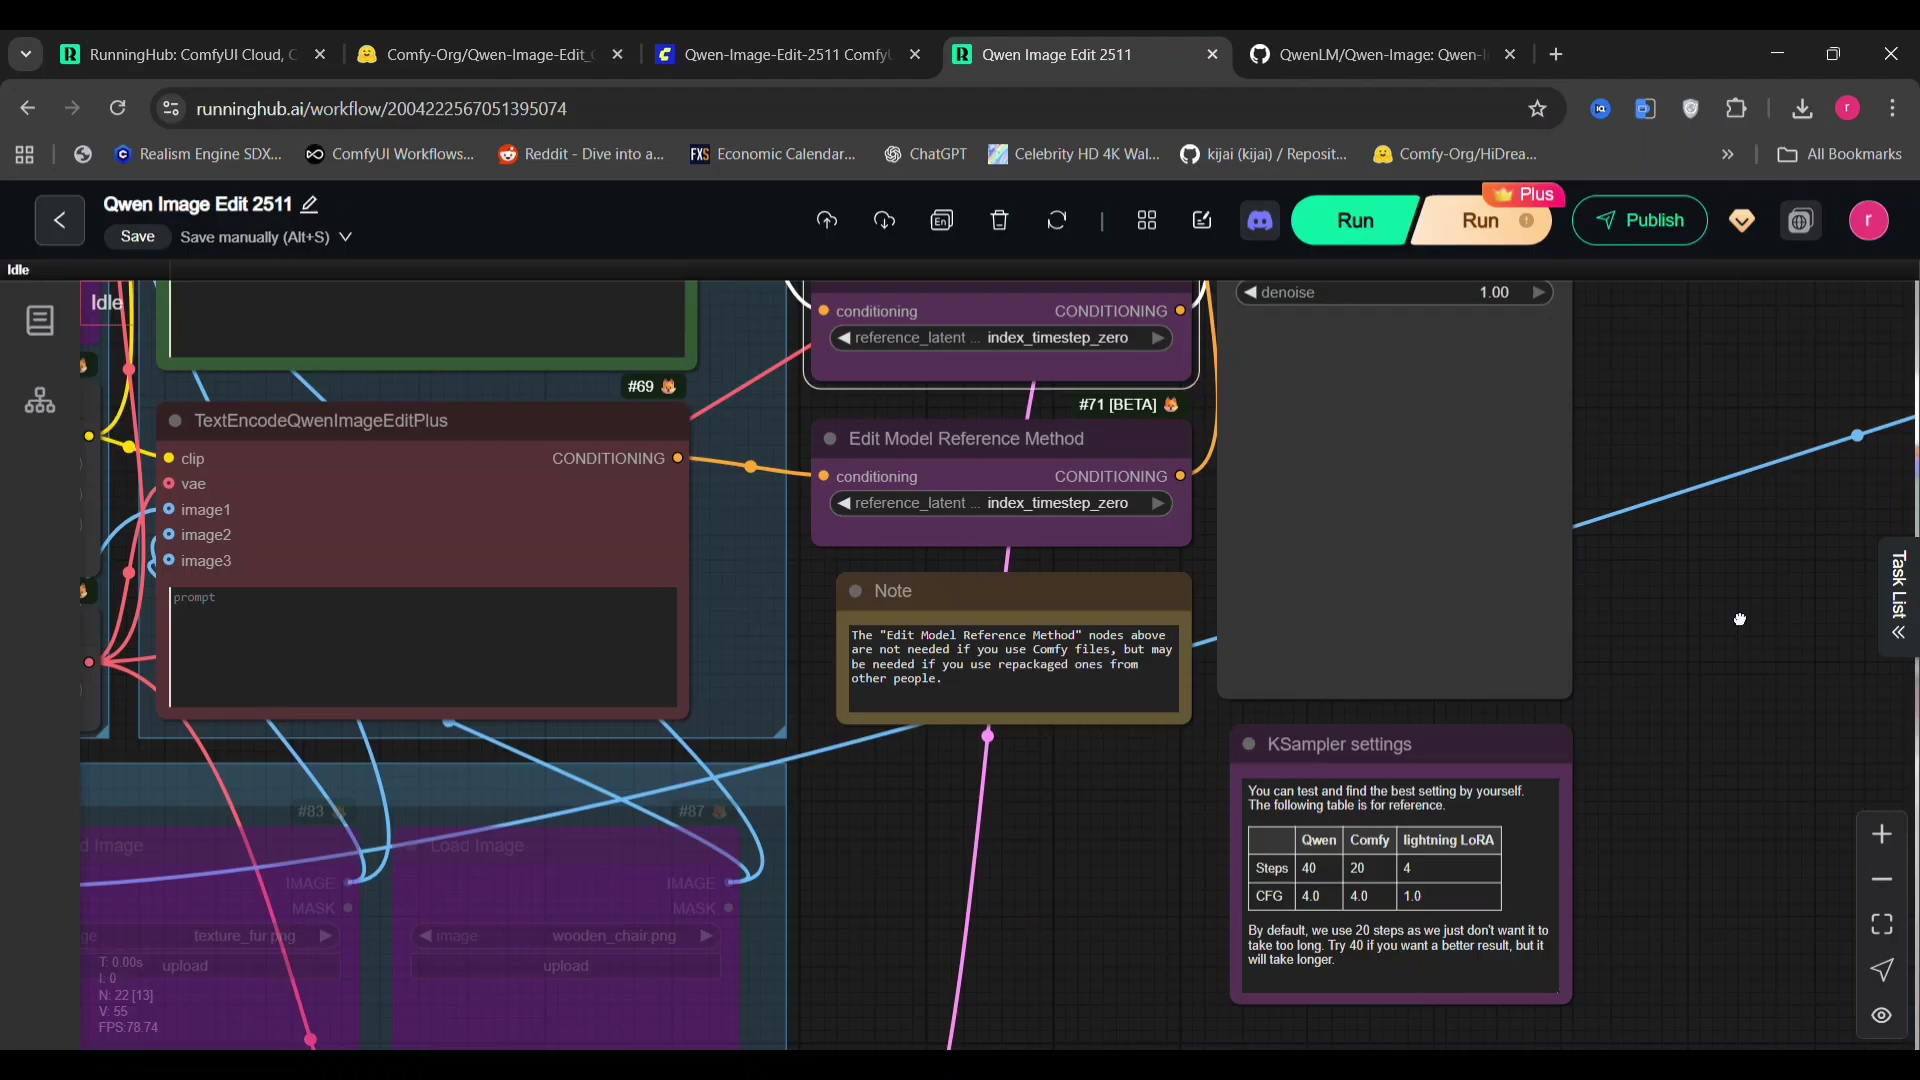 RunningHub: ComfyUI Cloud, C
Comfy-Org/Qwen-Image-Edit_
Qwen-Image-Edit-2511 ComfyU
Qwen Image Edit 2511
QwenLM/Qwen-Image: Qwen-I
runninghub.ai/workflow/2004222567051395074
Realism Engine SDX...
ComfyUI Workflows...
Reddit - Dive into a...
FXS
Economic Calendar...
ChatGPT
Celebrity HD 4K Wal...
kijai (kijai) / Reposit...
Comfy-Org/HiDrea...
All Bookmarks
Qwen Image Edit 2511
Save
Save manually (Alt+S)
Run
Run
Plus
Publish
r
Idle
Idle
conditioning
CONDITIONING
reference_latent ...
index_timestep_zero
denoise
1.00
#69
#71 [BETA]
TextEncodeQwenImageEditPlus
clip
CONDITIONING
vae
image1
image2
image3
prompt
Edit Model Reference Method
conditioning
CONDITIONING
reference_latent ...
index_timestep_zero
Note
The "Edit Model Reference Method" nodes above
are not needed if you use Comfy files, but may
be needed if you use repackaged ones from
other people.
Task List
KSampler settings
You can test and find the best setting by yourself.
The following table is for reference.
Qwen Comfy lightning LoRA
Steps 40 20 4
CFG 4.0 4.0 1.0
By default, we use 20 steps as we just don't want it to
take too long. Try 40 if you want a better result, but it
will take longer.
#83
#87
d Image
Load Image
IMAGE
MASK
IMAGE
MASK
ge
texture_fur.png
image
wooden_chair.png
upload
upload
T: 0.00s
I: 0
N: 22 [13]
V: 55
FPS:78.74